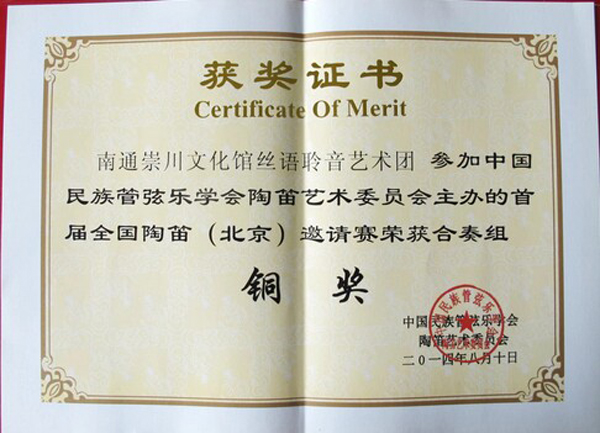 获奖证书
Certificate Of Merit
南通崇川文化馆丝语聆音艺术团 参加中国
民族管弦乐学会陶笛艺术委员会主办的首
届全国陶笛（北京）邀请赛荣获合奏组
铜 奖
中国民族管弦乐学会
陶笛艺术委员会
二０一四年八月十日